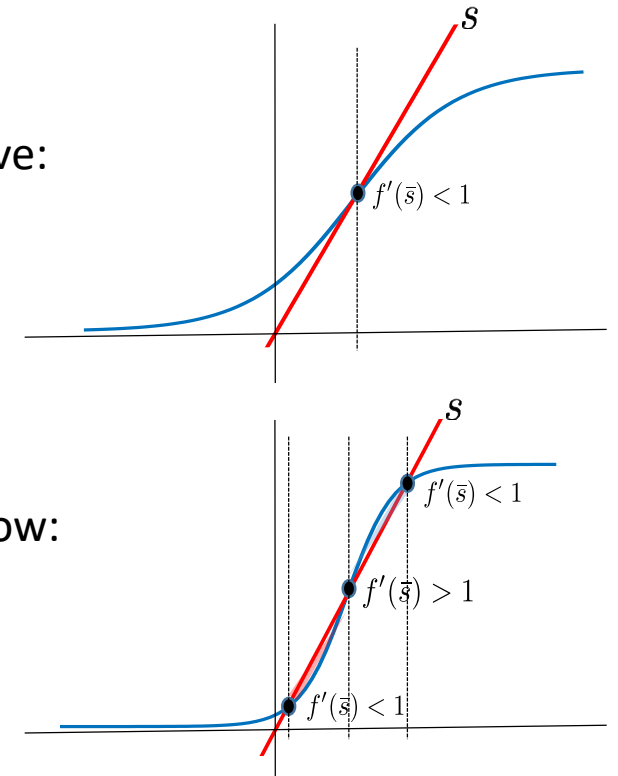 s
ve:
f′(s̄) < 1
s
f′(s̄) < 1
ow:
f′(s̄) > 1
f′(s̄) < 1